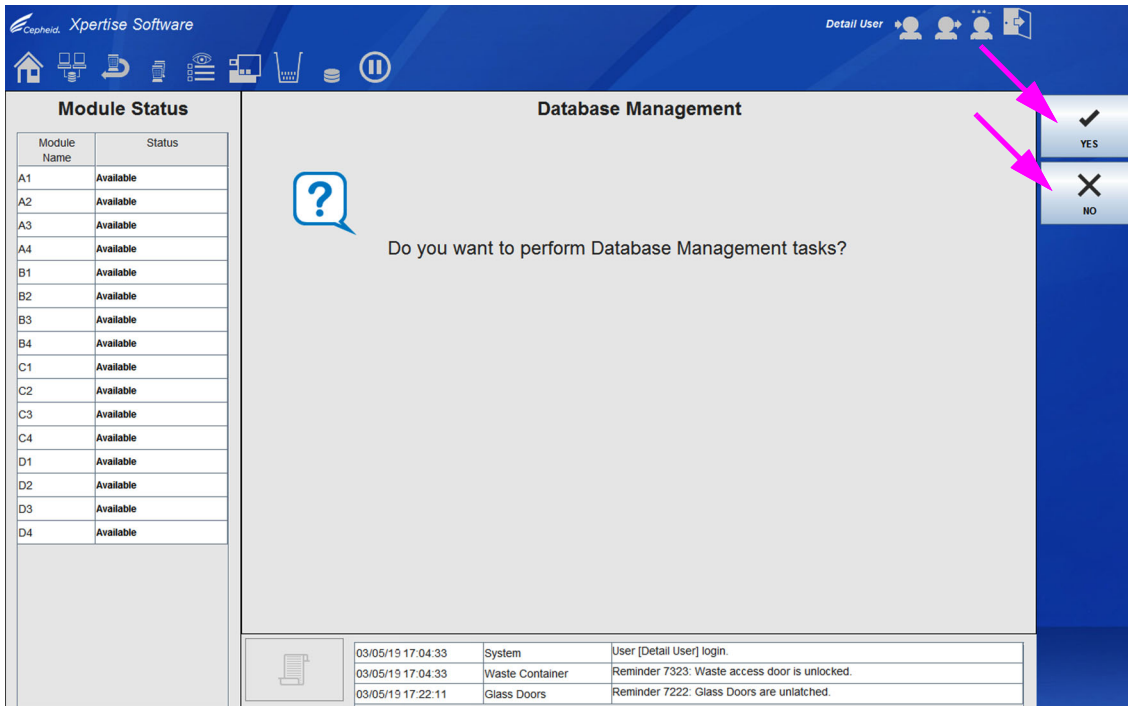 Cepheid. Xpertise Software
Detail User
Module Status
Database Management
YES
NO
Module Name Status
A1 Available
A2 Available
A3 Available
A4 Available
B1 Available
B2 Available
B3 Available
B4 Available
C1 Available
C2 Available
C3 Available
C4 Available
D1 Available
D2 Available
D3 Available
D4 Available
?
Do you want to perform Database Management tasks?
03/05/19 17:04:33 System User [Detail User] login.
03/05/19 17:04:33 Waste Container Reminder 7323: Waste access door is unlocked.
03/05/19 17:22:11 Glass Doors Reminder 7222: Glass Doors are unlatched.